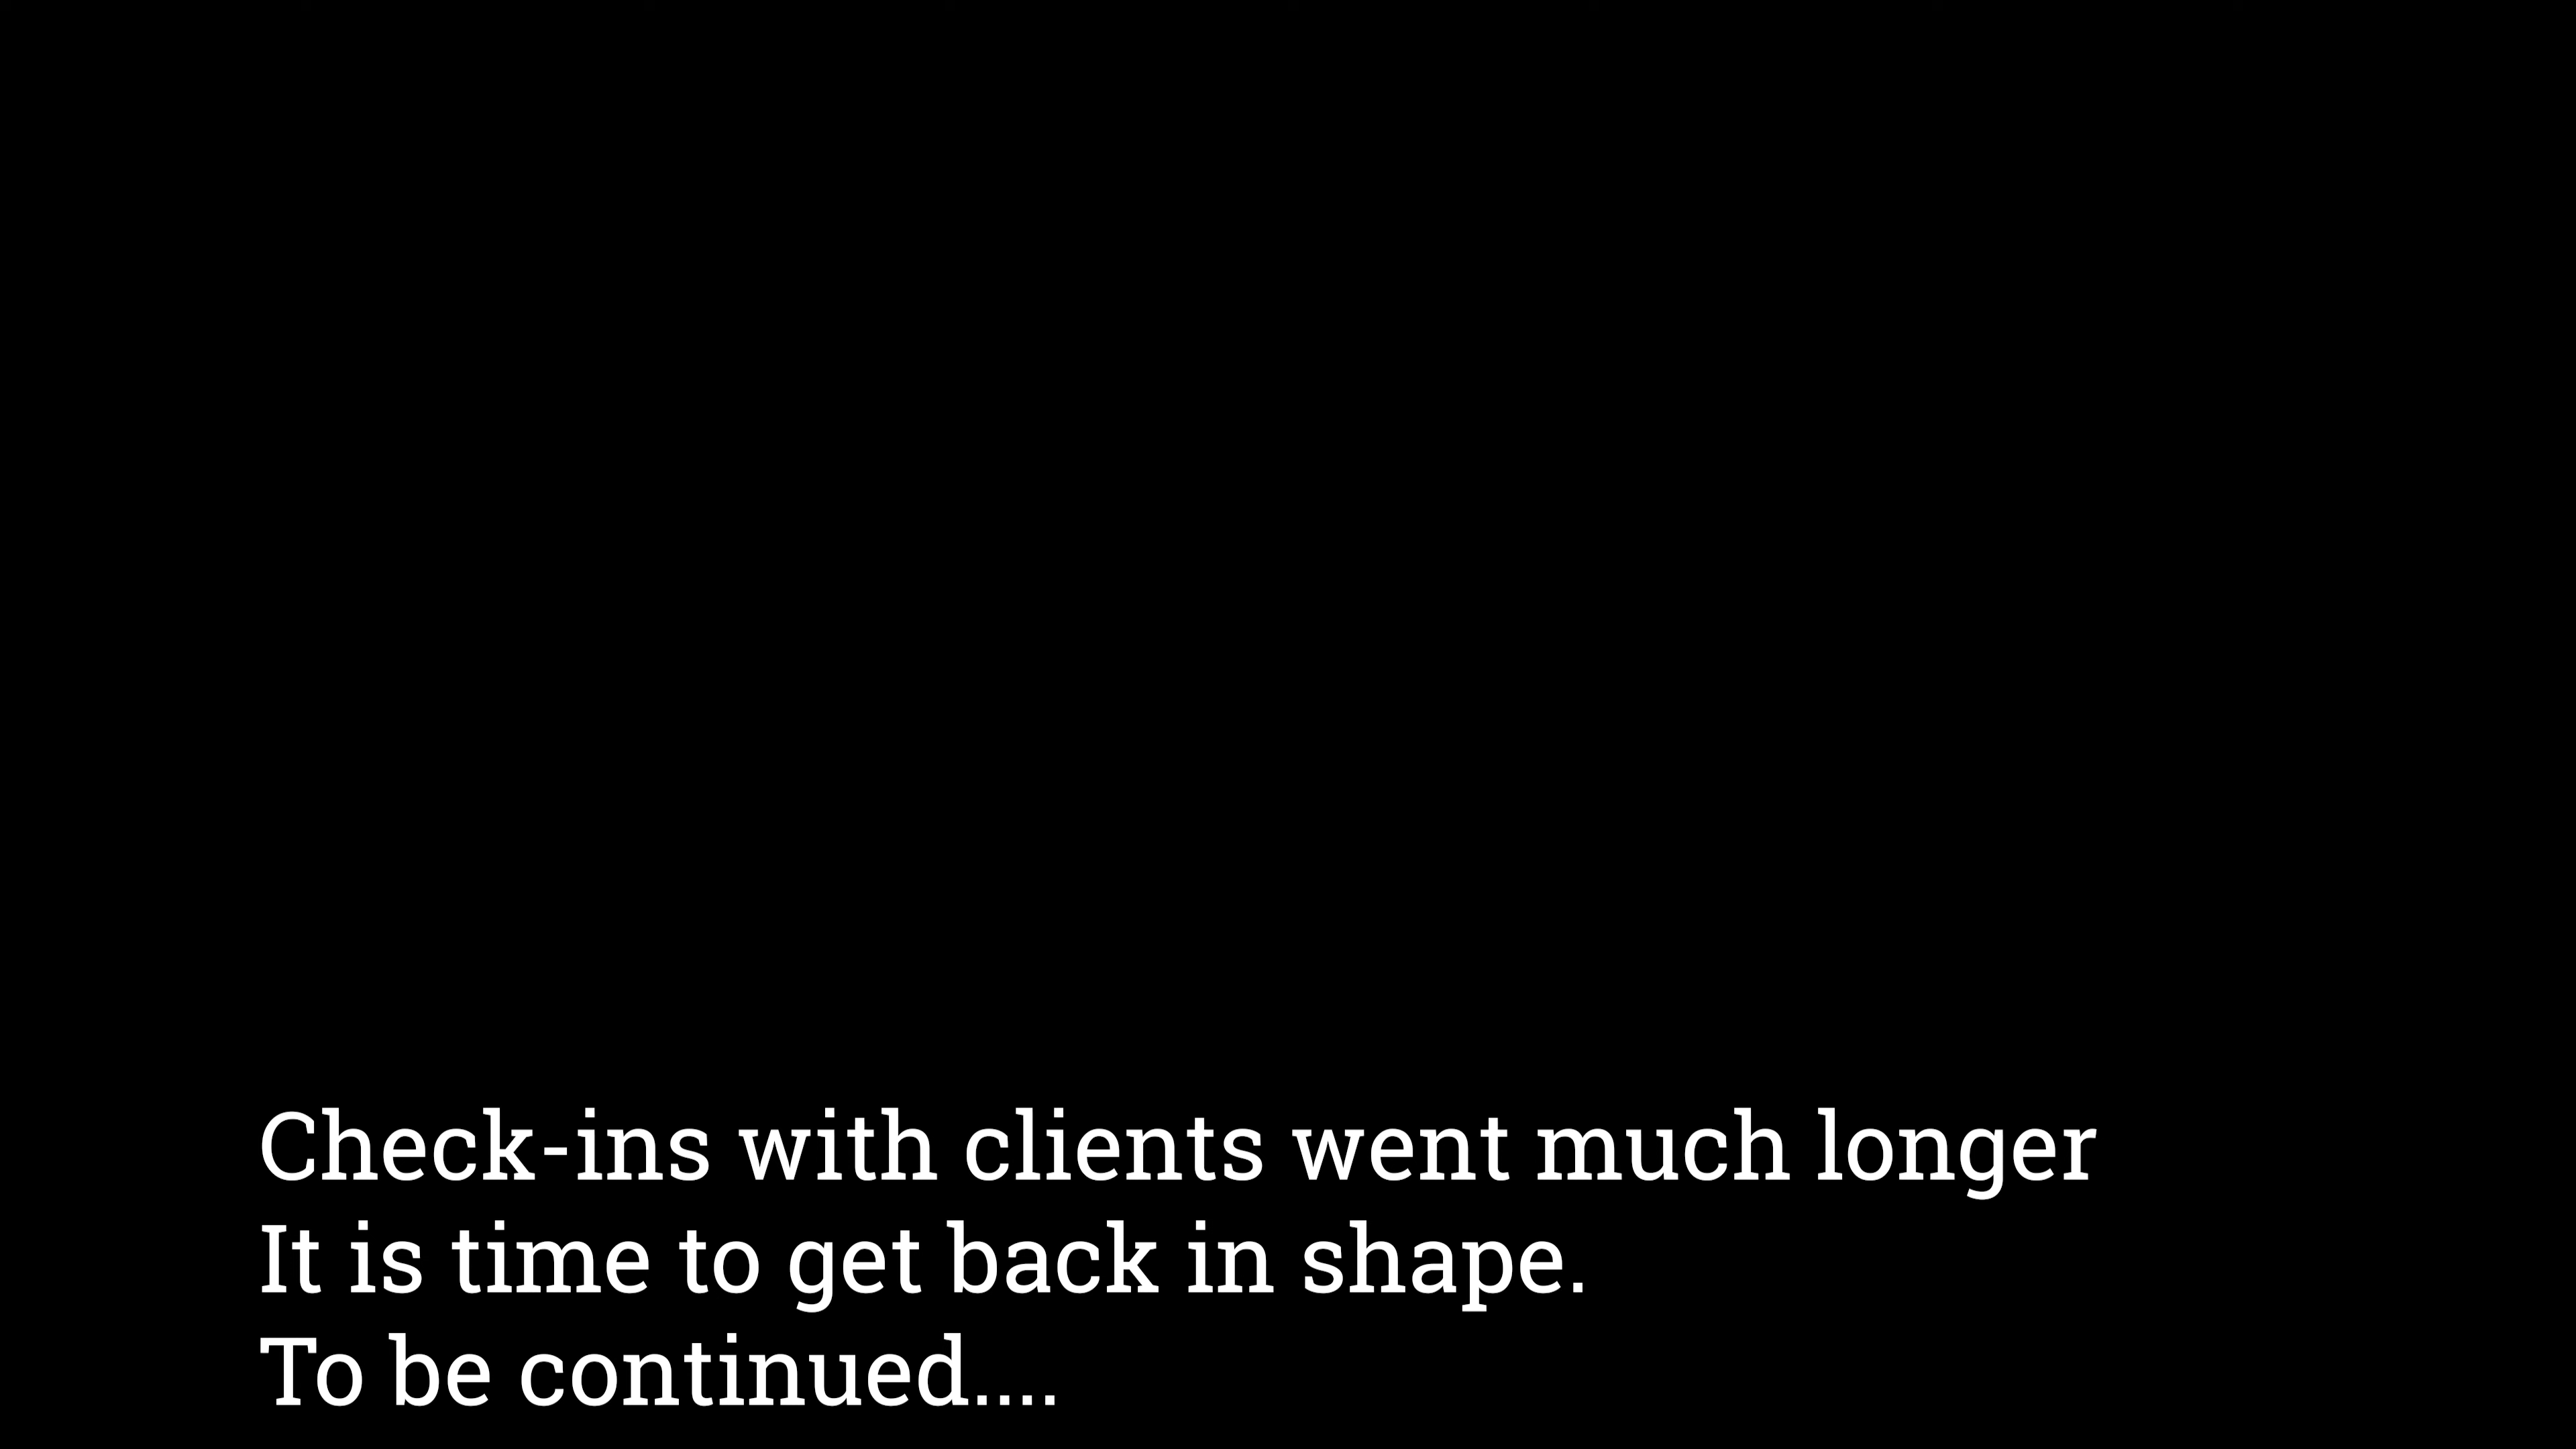 Check-ins with clients went much longer
It is time to get back in shape.
To be continued....